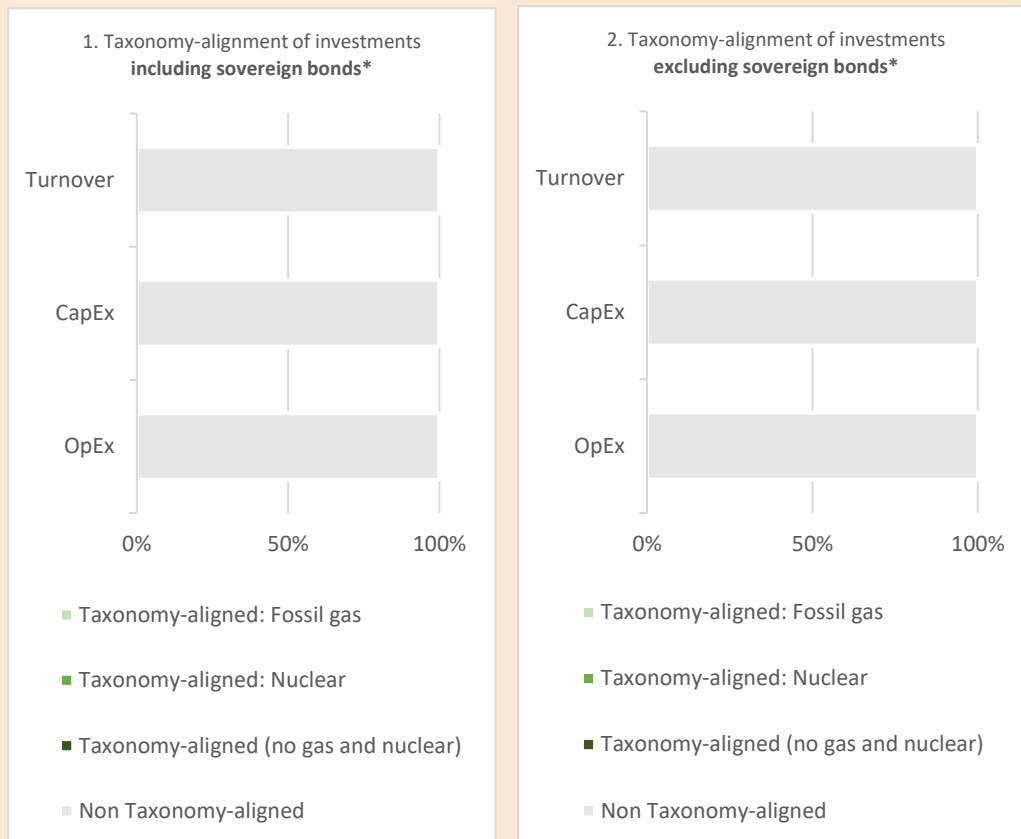 1. Taxonomy-alignment of investments
including sovereign bonds*
Turnover
CapEx
OpEx
0% 50% 100%
Taxonomy-aligned: Fossil gas
Taxonomy-aligned: Nuclear
Taxonomy-aligned (no gas and nuclear)
Non Taxonomy-aligned
2. Taxonomy-alignment of investments
excluding sovereign bonds*
Turnover
CapEx
OpEx
0% 50% 100%
Taxonomy-aligned: Fossil gas
Taxonomy-aligned: Nuclear
Taxonomy-aligned (no gas and nuclear)
Non Taxonomy-aligned